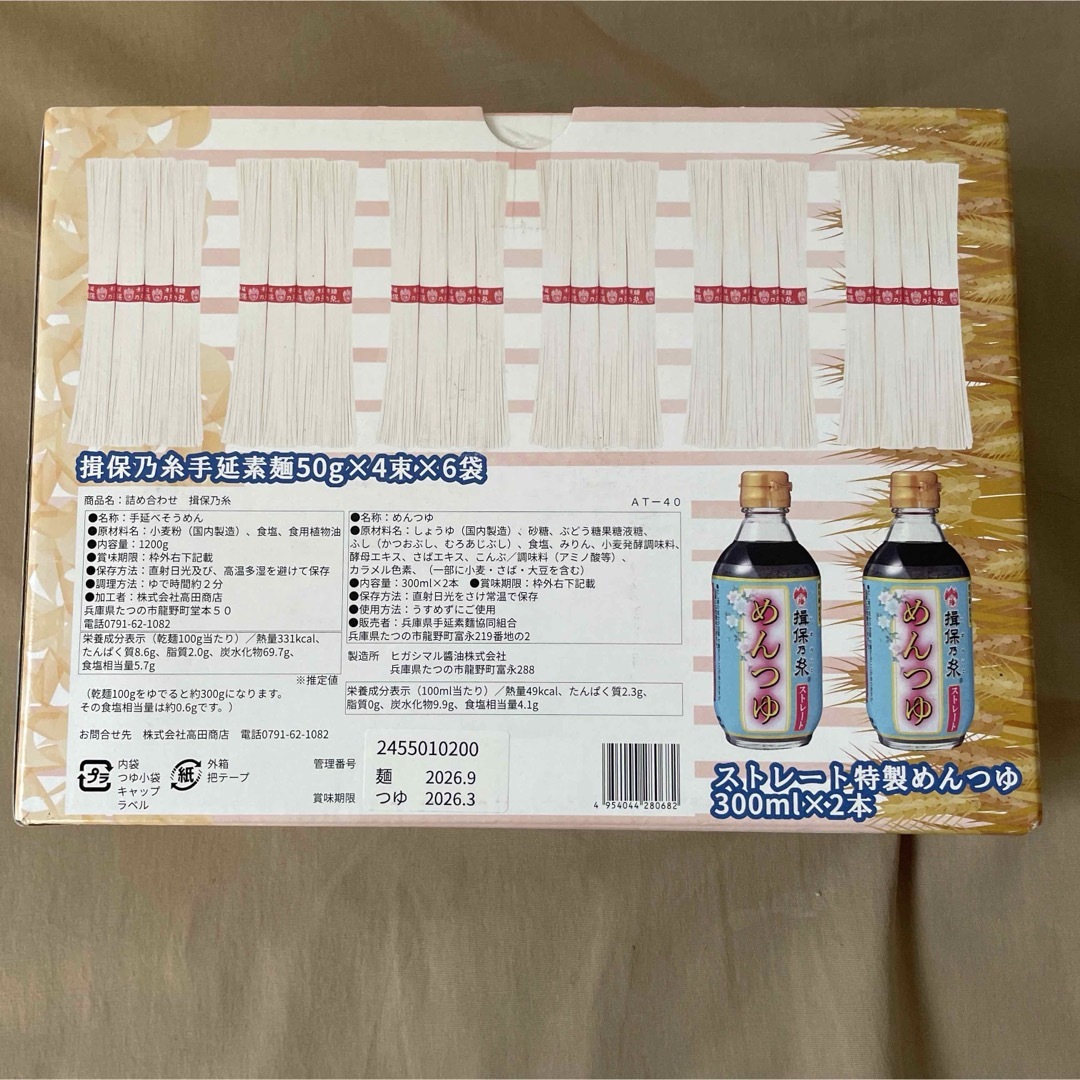 揖保乃糸手延素麺50g×4束×6袋
商品名：詰め合わせ　揖保乃糸
AT－40
●名称：手延べそうめん
●原材料名：小麦粉（国内製造）、食塩、食用植物油
●内容量：1200g
●賞味期限：枠外右下記載
●保存方法：直射日光及び、高温多湿を避けて保存
●調理方法：ゆで時間約２分
●加工者：株式会社高田商店
兵庫県たつの市龍野町堂本５０
電話0791-62-1082
栄養成分表示（乾麺100g当たり）／熱量331kcal、
たんぱく質8.6g、脂質2.0g、炭水化物69.7g、
食塩相当量5.7g
※推定値
（乾麺100gをゆでると約300gになります。
その食塩相当量は約0.6gです。）
お問合せ先　株式会社高田商店　電話0791-62-1082
●名称：めんつゆ
●原材料名：しょうゆ（国内製造）、砂糖、ぶどう糖果糖液糖、
ふし（かつおぶし、むろあじぶし）、食塩、みりん、小麦発酵調味料、
酵母エキス、さばエキス、こんぶ／調味料（アミノ酸等）、
カラメル色素、（一部に小麦・さば・大豆を含む）
●内容量：300ml×2本　●賞味期限：枠外右下記載
●保存方法：直射日光をさけ常温で保存
●使用方法：うすめずにご使用
●販売者：兵庫県手延素麺協同組合
兵庫県たつの市龍野町富永219番地の2
製造所　ヒガシマル醬油株式会社
兵庫県たつの市龍野町富永288
栄養成分表示（100ml当たり）／熱量49kcal、たんぱく質2.3g、
脂質0g、炭水化物9.9g、食塩相当量4.1g
プラ
内袋
つゆ小袋
キャップ
ラベル
紙
外箱
把テープ
管理番号
2455010200
賞味期限
麺　2026.9
つゆ　2026.3
4 954044 280682
揖保乃糸
めんつゆ
ストレート
揖保乃糸
めんつゆ
ストレート
ストレート特製めんつゆ
300ml×2本